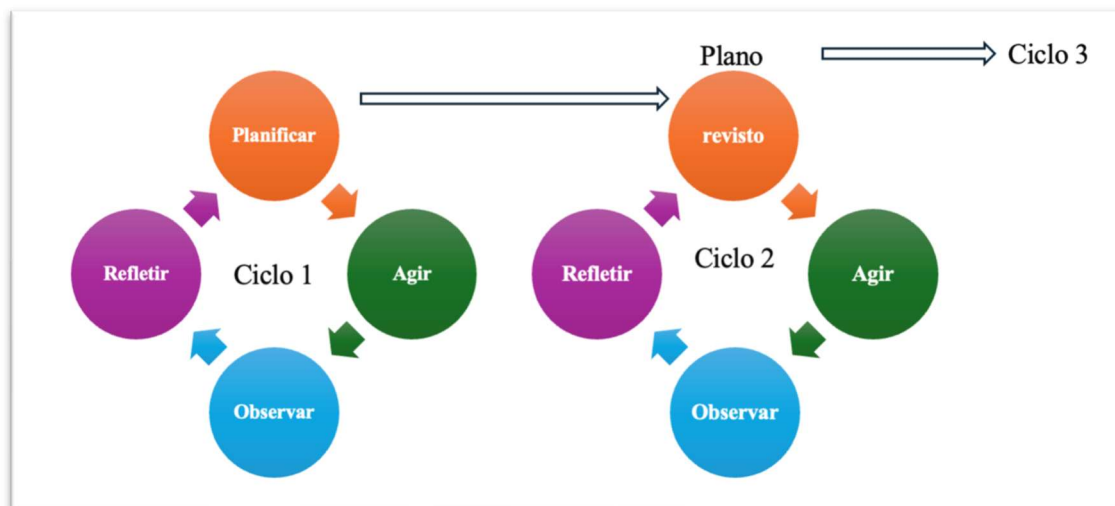 Plano
Ciclo 3
Planificar
revisto
Refletir
Ciclo 1
Agir
Refletir
Ciclo 2
Agir
Observar
Observar